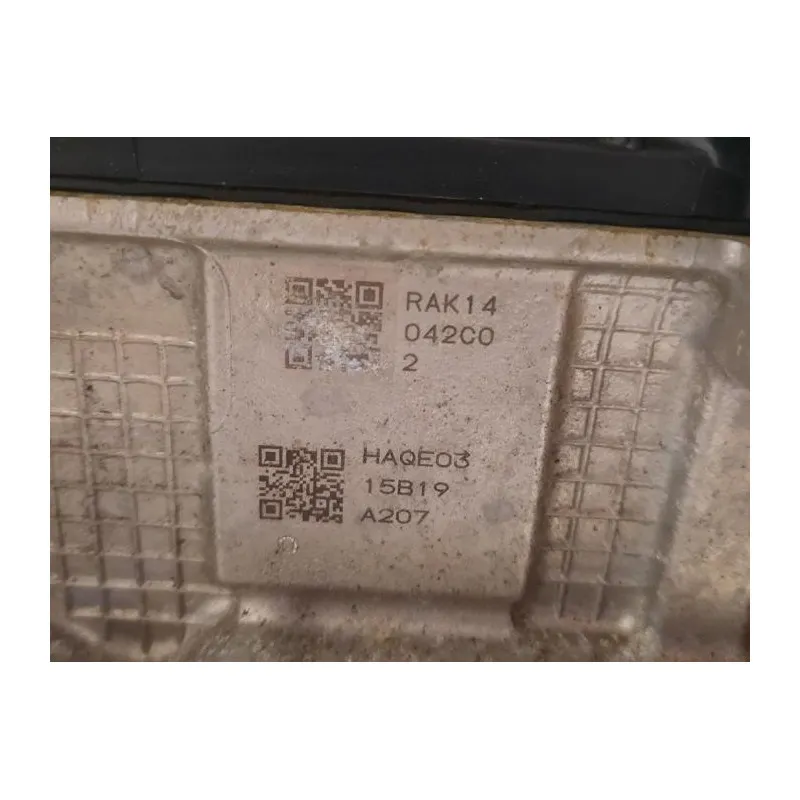 RAK14
042C0
2
HAQE03
15B19
A207